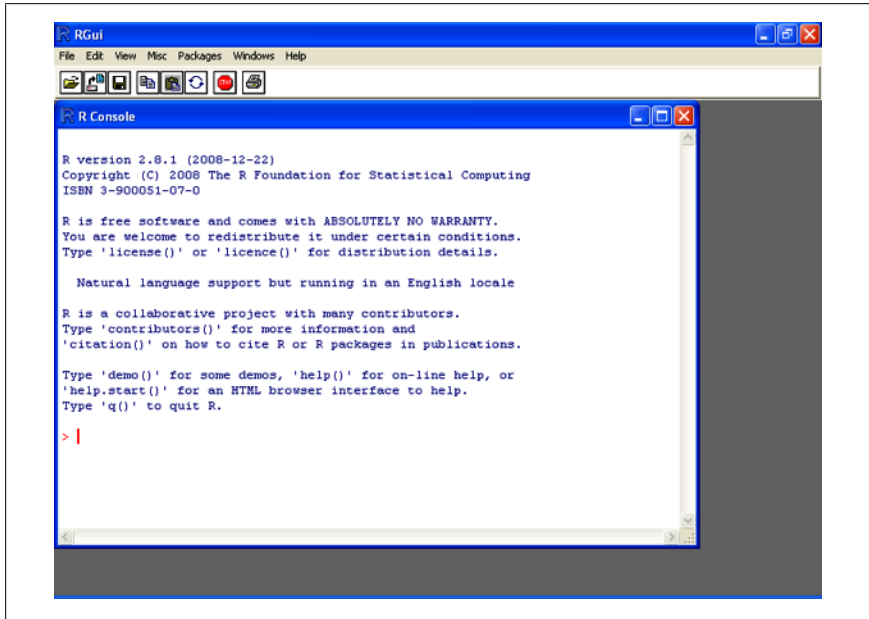 RGui
File Edit View Misc Packages Windows Help
STOP
R Console
R version 2.8.1 (2008-12-22)
Copyright (C) 2008 The R Foundation for Statistical Computing
ISBN 3-900051-07-0
R is free software and comes with ABSOLUTELY NO WARRANTY.
You are welcome to redistribute it under certain conditions.
Type 'license()' or 'licence()' for distribution details.
Natural language support but running in an English locale
R is a collaborative project with many contributors.
Type 'contributors()' for more information and
'citation()' on how to cite R or R packages in publications.
Type 'demo()' for some demos, 'help()' for on-line help, or
'help.start()' for an HTML browser interface to help.
Type 'q()' to quit R.
>